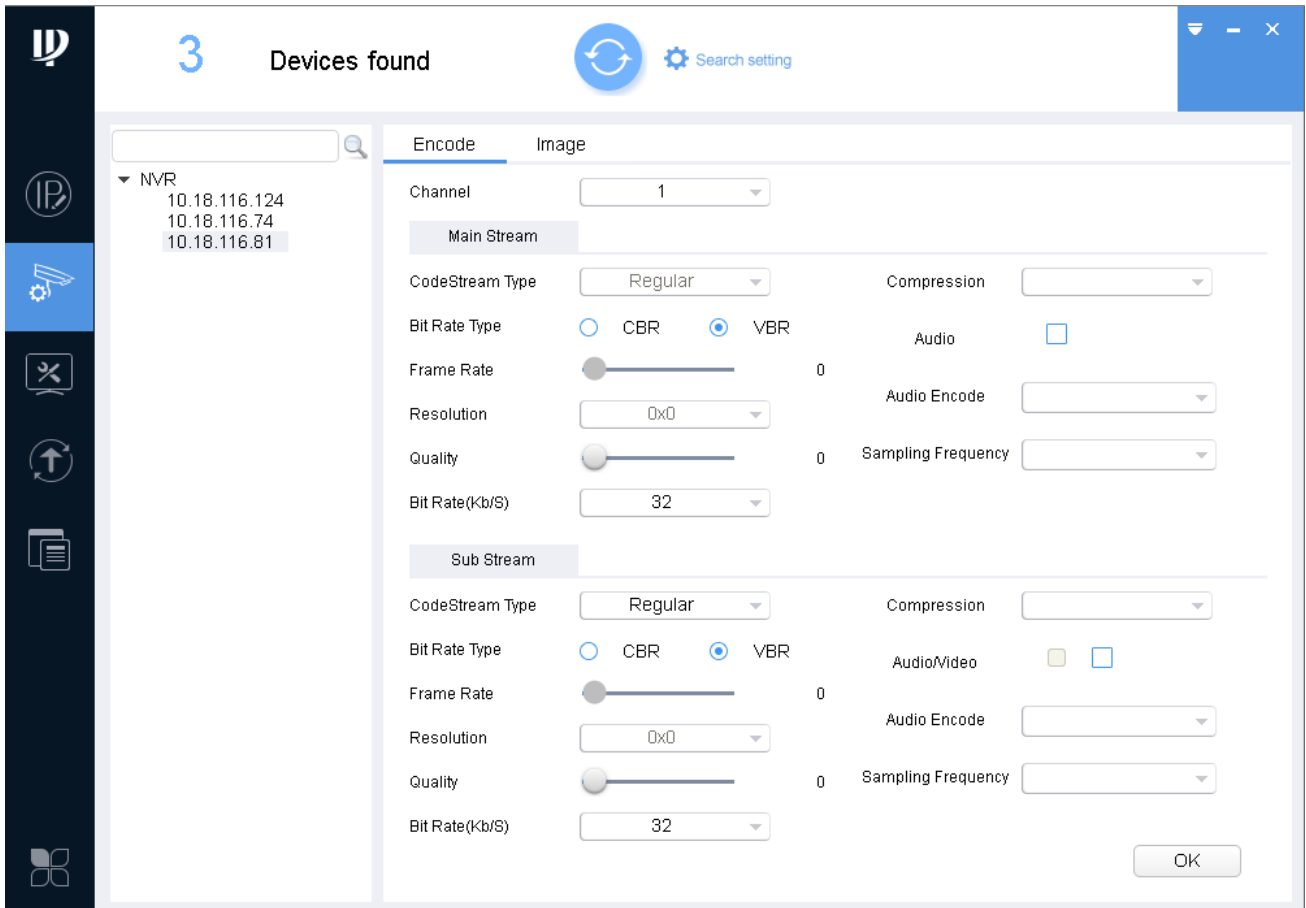 3 Devices found Search setting
Encode Image
NVR
10.18.116.124
10.18.116.74
10.18.116.81
Channel 1
Main Stream
CodeStream Type Regular Compression
Bit Rate Type CBR VBR
Audio
Frame Rate 0
Audio Encode
Resolution 0x0
Quality 0 Sampling Frequency
Bit Rate(Kb/S) 32
Sub Stream
CodeStream Type Regular Compression
Bit Rate Type CBR VBR
Audio/Video
Frame Rate 0
Audio Encode
Resolution 0x0
Quality 0 Sampling Frequency
Bit Rate(Kb/S) 32
OK
IP